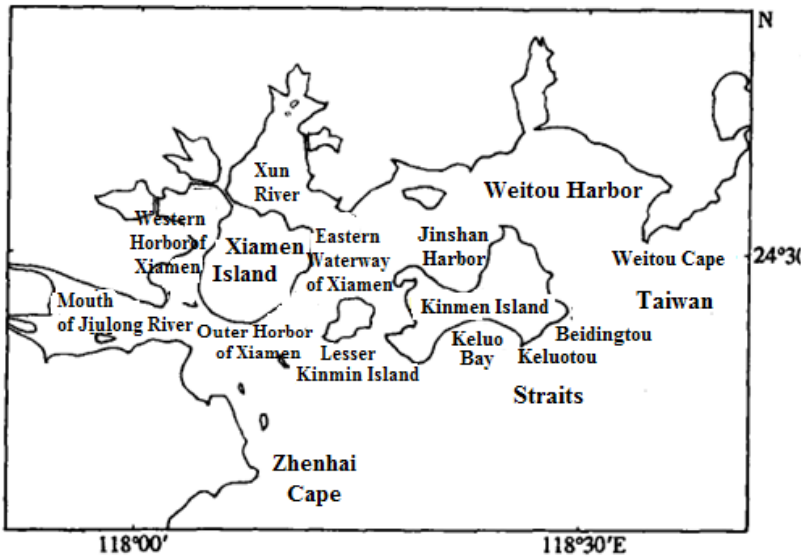 N
Xun
River
Weitou Harbor
Western
Horborof
Xiamen
Xiamen
Island
Eastern
Waterway
of Xiamen
Jinshan
Harbor
Weitou Cape
24°30
Mouth
of Jiulong River
Kinmen Island
Taiwan
Outer Horbor
of Xiamen
Lesser
Kinmin Island
Keluo
Bay
Beidingtou
Keluotou
Straits
Zhenhai
Cape
118°00'
118°30'E